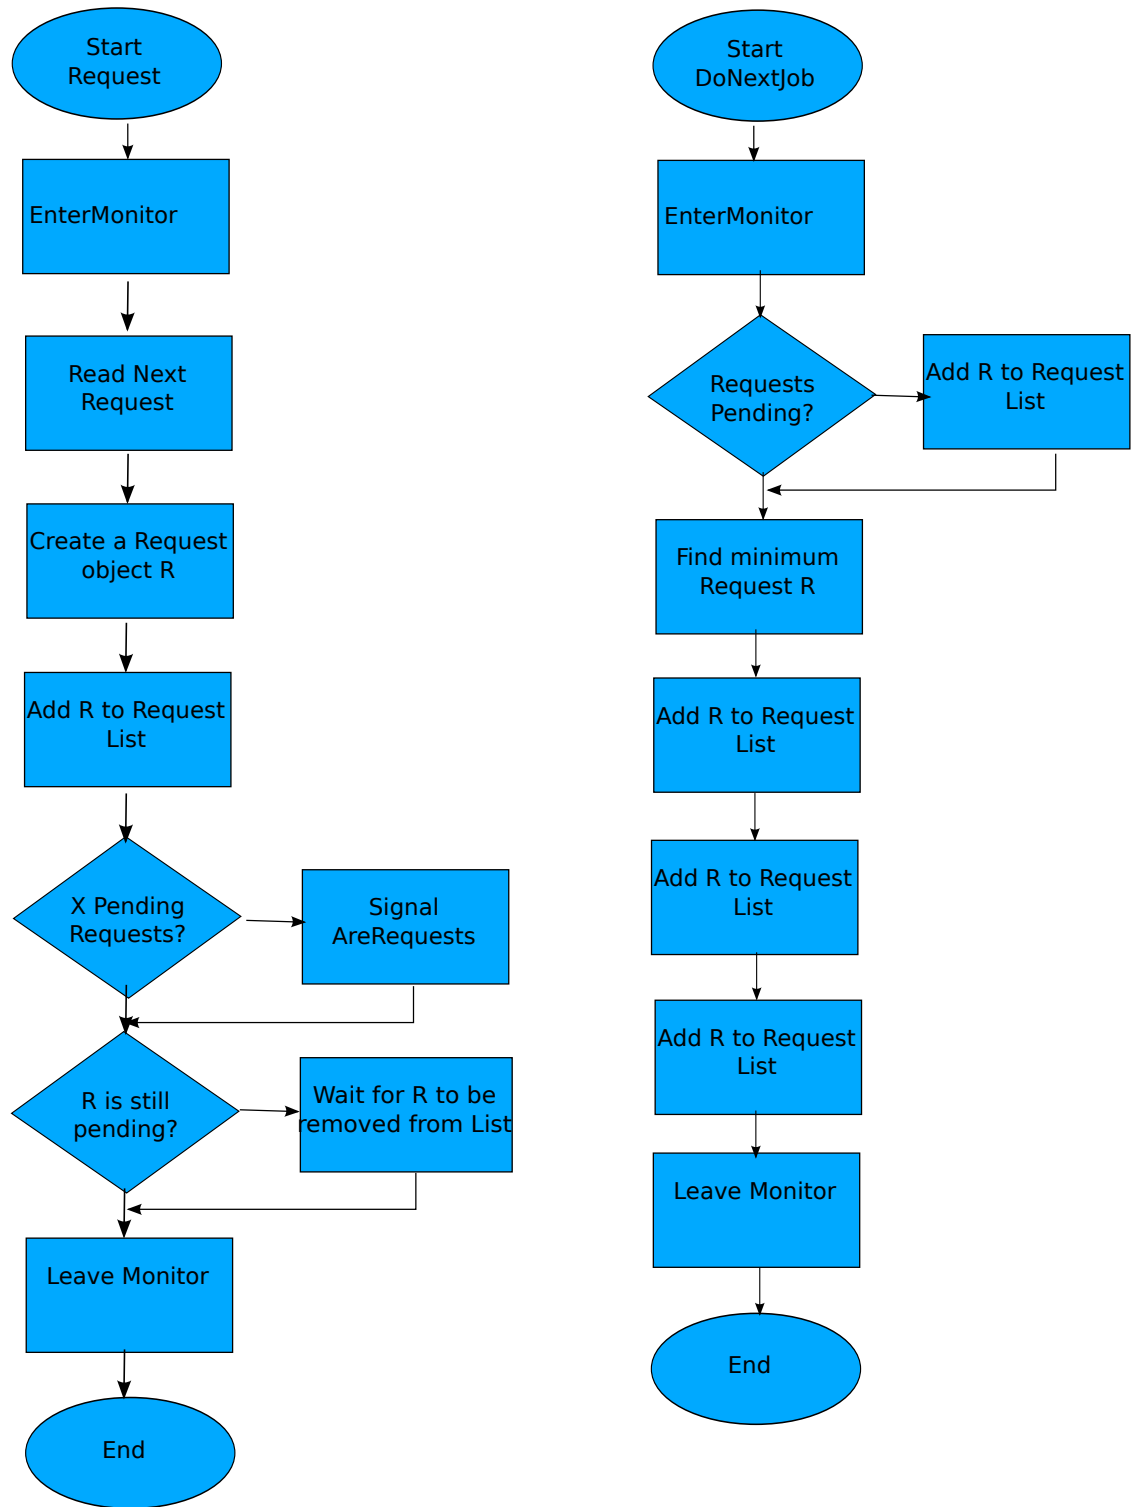 Start
Request
EnterMonitor
Read Next
Request
Create a Request
object R
Add R to Request
List
X Pending
Requests?
Signal
AreRequests
R is still
pending?
Wait for R to be
removed from List
Leave Monitor
End
Start
DoNextJob
EnterMonitor
Requests
Pending?
Add R to Request
List
Find minimum
Request R
Add R to Request
List
Add R to Request
List
Add R to Request
List
Leave Monitor
End